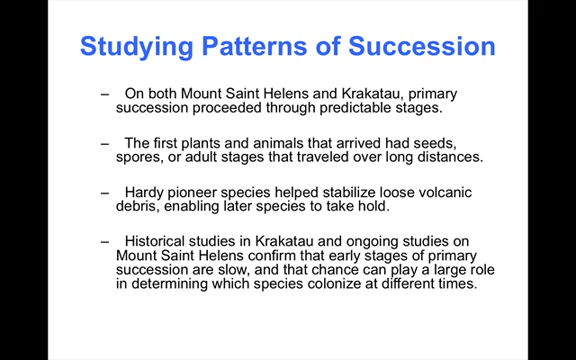 Studying Patterns of Succession
– On both Mount Saint Helens and Krakatau, primary
succession proceeded through predictable stages.
– The first plants and animals that arrived had seeds,
spores, or adult stages that traveled over long distances.
– Hardy pioneer species helped stabilize loose volcanic
debris, enabling later species to take hold.
– Historical studies in Krakatau and ongoing studies on
Mount Saint Helens confirm that early stages of primary
succession are slow, and that chance can play a large role
in determining which species colonize at different times.